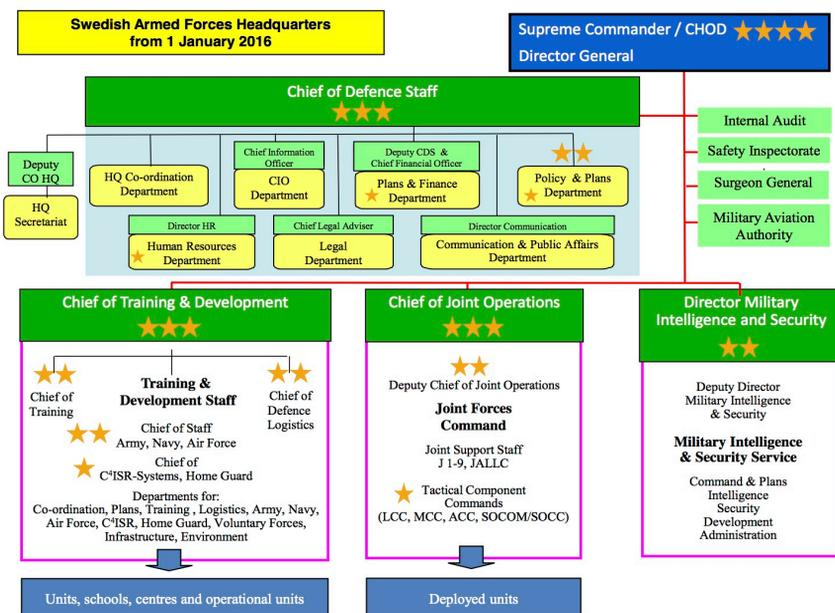 Swedish Armed Forces Headquarters
from 1 January 2016
Supreme Commander / CHOD
Director General
Chief of Defence Staff
Internal Audit
Safety Inspectorate
Surgeon General
Military Aviation
Authority
Deputy
CO HQ
HQ
Secretariat
HQ Co-ordination
Department
Chief Information
Officer
CIO
Department
Deputy CDS &
Chief Financial Officer
Plans & Finance
Department
Policy & Plans
Department
Director HR
Human Resources
Department
Chief Legal Adviser
Legal
Department
Director Communication
Communication & Public Affairs
Department
Chief of Training & Development
Chief of
Training
Training &
Development Staff
Chief of
Defence
Logistics
Chief of Staff
Army, Navy, Air Force
Chief of
C⁴ISR-Systems, Home Guard
Departments for:
Co-ordination, Plans, Training , Logistics, Army, Navy,
Air Force, C⁴ISR, Home Guard, Voluntary Forces,
Infrastructure, Environment
Units, schools, centres and operational units
Chief of Joint Operations
Deputy Chief of Joint Operations
Joint Forces
Command
Joint Support Staff
J 1-9, JALLC
Tactical Component
Commands
(LCC, MCC, ACC, SOCOM/SOCC)
Deployed units
Director Military
Intelligence and Security
Deputy Director
Military Intelligence
& Security
Military Intelligence
& Security Service
Command & Plans
Intelligence
Security
Development
Administration